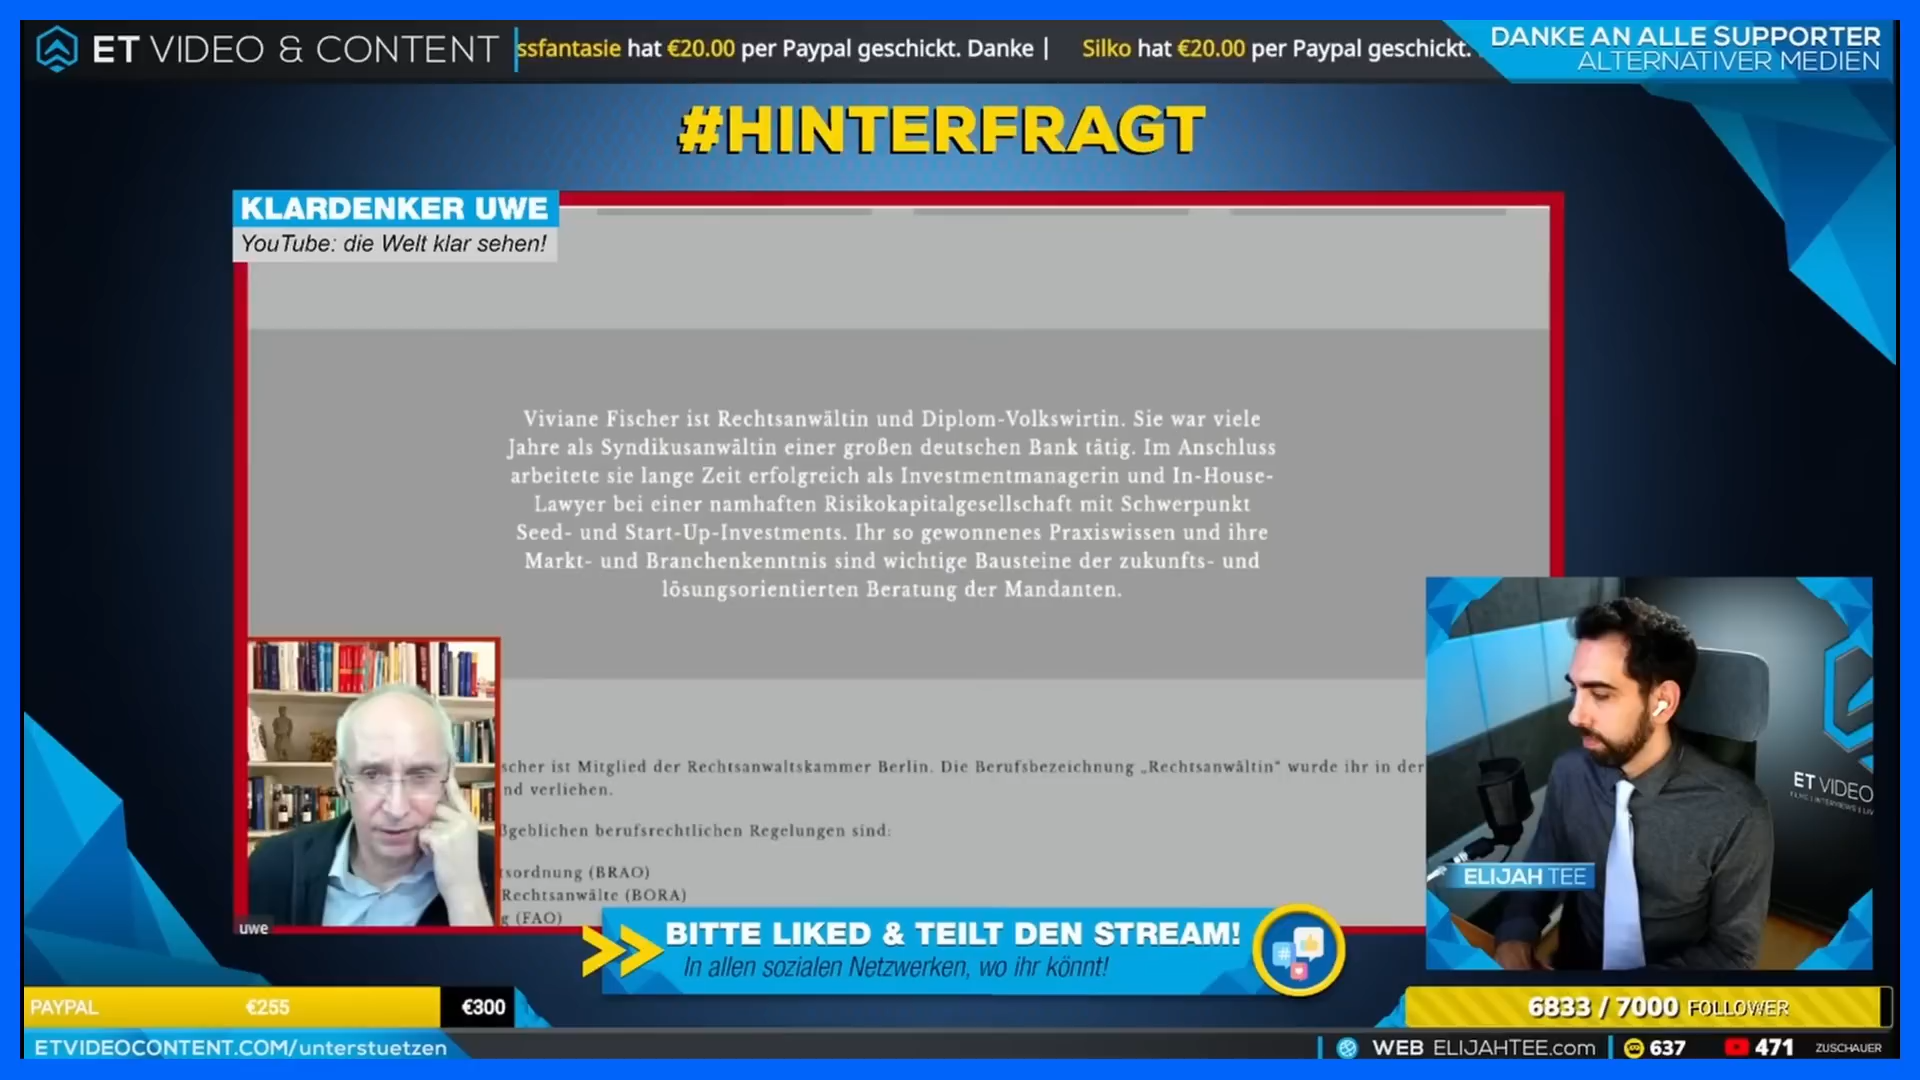 ET VIDEO & CONTENT
ssfantasie hat €20.00 per Paypal geschickt. Danke | Silko hat €20.00 per Paypal geschickt.
DANKE AN ALLE SUPPORTER
ALTERNATIVER MEDIEN
#HINTERFRAGT
KLARDENKER UWE
YouTube: die Welt klar sehen!
Viviane Fischer ist Rechtsanwältin und Diplom-Volkswirtin. Sie war viele
Jahre als Syndikusanwältin einer großen deutschen Bank tätig. Im Anschluss
arbeitete sie lange Zeit erfolgreich als Investmentmanagerin und In-House-
Lawyer bei einer namhaften Risikokapitalgesellschaft mit Schwerpunkt
Seed- und Start-Up-Investments. Ihr so gewonnenes Praxiswissen und ihre
Markt- und Branchenkenntnis sind wichtige Bausteine der zukunfts- und
lösungsorientierten Beratung der Mandanten.
scher ist Mitglied der Rechtsanwaltskammer Berlin. Die Berufsbezeichnung „Rechtsanwältin“ wurde ihr in der
nd verliehen.
ßgeblichen berufsrechtlichen Regelungen sind:
tsordnung (BRAO)
Rechtsanwälte (BORA)
g (FAO)
uwe
ET VIDEO
ELIJAH TEE
BITTE LIKED & TEILT DEN STREAM!
In allen sozialen Netzwerken, wo ihr könnt!
PAYPAL €255 €300
6833 / 7000 FOLLOWER
ETVIDEOCONTENT.COM/unterstuetzen
WEB ELIJAHTEE.com 637 471 ZUSCHAUER